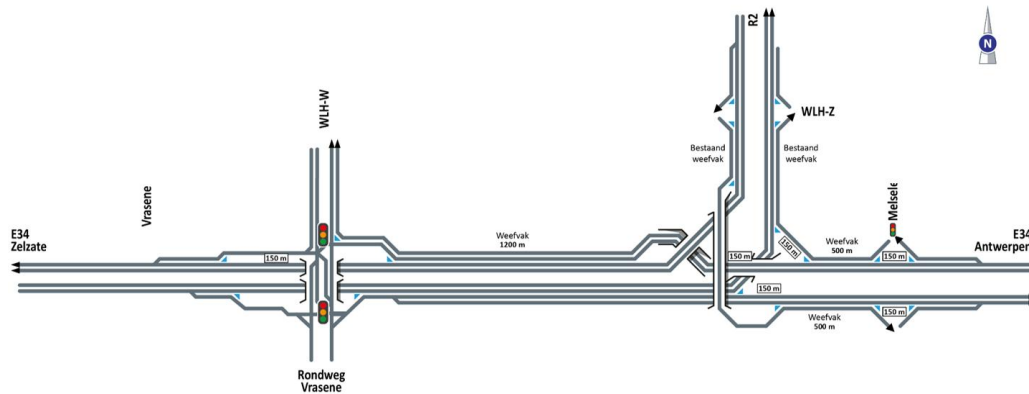 R2
N
WLH-W
WLH-Z
Bestaand
weefvak
Bestaand
weefvak
Vrasene
Melsele
E34
Zelzate
Weefvak
1200 m
Weefvak
500 m
E34
Antwerpen
150 m
150 m
150 m
150 m
150 m
150 m
Weefvak
500 m
Rondweg
Vrasene